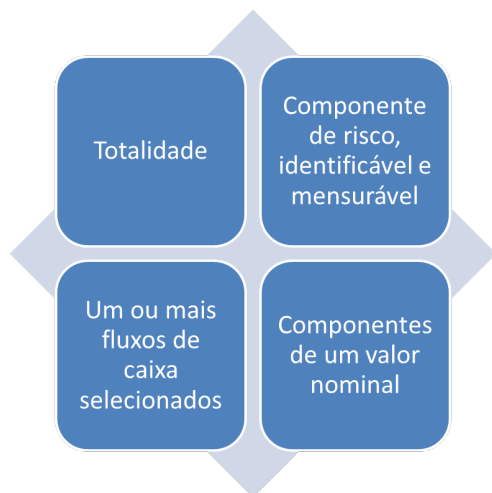 Totalidade
Componente
de risco,
identificável e
mensurável
Um ou mais
fluxos de
caixa
selecionados
Componentes
de um valor
nominal